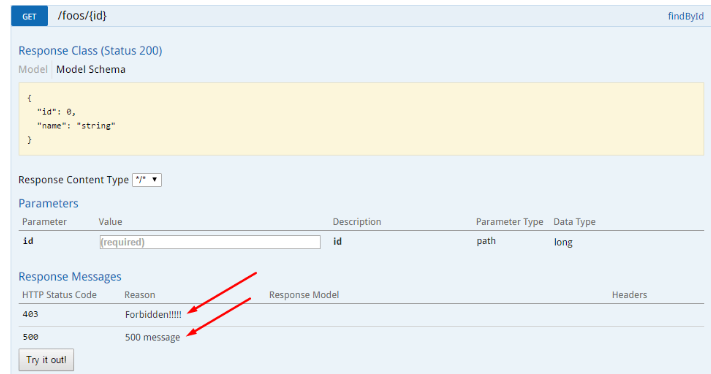 GET /foos/{id} findById
Response Class (Status 200)
Model Model Schema
{
"id": 0,
"name": "string"
}
Response Content Type */*
Parameters
Parameter Value Description Parameter Type Data Type
id (required) id path long
Response Messages
HTTP Status Code Reason Response Model Headers
403 Forbidden!!!!!
500 500 message
Try it out!